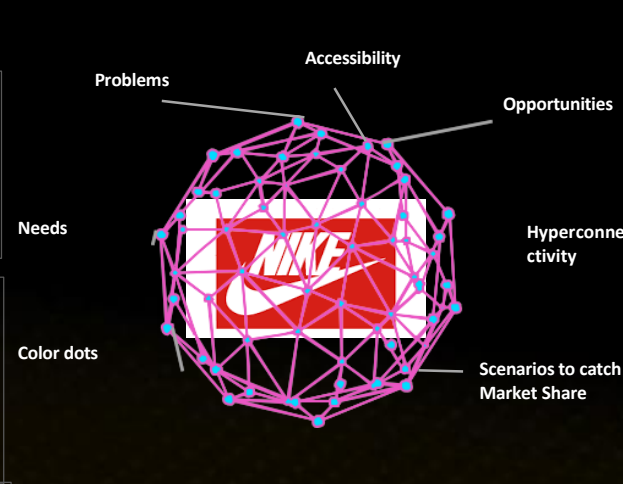 Accessibility
Problems
Opportunities
Needs
Hyperconne
ctivity
NIKE
Color dots
Scenarios to catch
Market Share